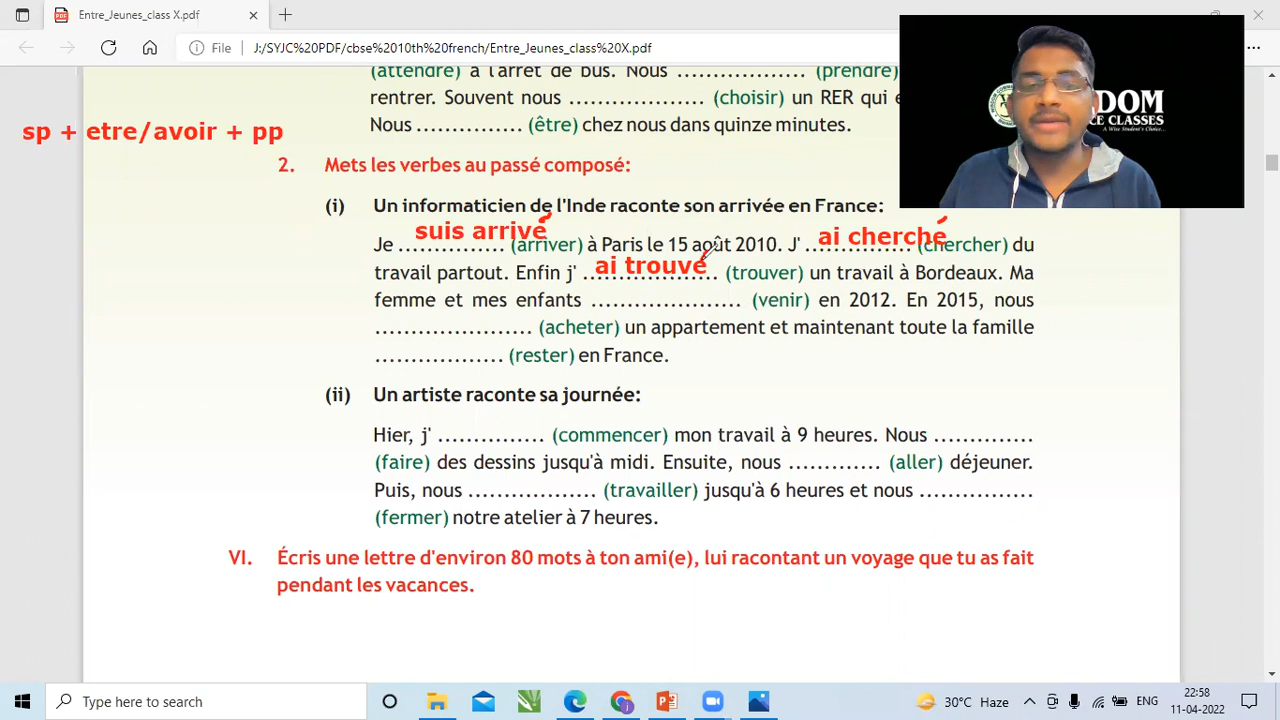 Entre_Jeunes_class X.pdf
File J:/SYJC%20PDF/cbse%2010th%20french/Entre_Jeunes_class%20X.pdf
(attendre) à l'arrêt de bus. Nous .................. (prendre)
rentrer. Souvent nous .................. (choisir) un RER qui
Nous .............. (être) chez nous dans quinze minutes.
sp + etre/avoir + pp
DOM
CE CLASSES
A Wise Student's Choice...
2. Mets les verbes au passé composé:
(i) Un informaticien de l'Inde raconte son arrivée en France:
suis arrivé
ai cherché
Je .............. (arriver) à Paris le 15 août 2010. J' .............. (chercher) du
ai trouvé
travail partout. Enfin j' .................. (trouver) un travail à Bordeaux. Ma
femme et mes enfants .................... (venir) en 2012. En 2015, nous
..................... (acheter) un appartement et maintenant toute la famille
................. (rester) en France.
(ii) Un artiste raconte sa journée:
Hier, j' ............... (commencer) mon travail à 9 heures. Nous .............
(faire) des dessins jusqu'à midi. Ensuite, nous ............. (aller) déjeuner.
Puis, nous .................. (travailler) jusqu'à 6 heures et nous ...............
(fermer) notre atelier à 7 heures.
VI. Écris une lettre d'environ 80 mots à ton ami(e), lui racontant un voyage que tu as fait
pendant les vacances.
Type here to search
30°C Haze
ENG
22:58
11-04-2022